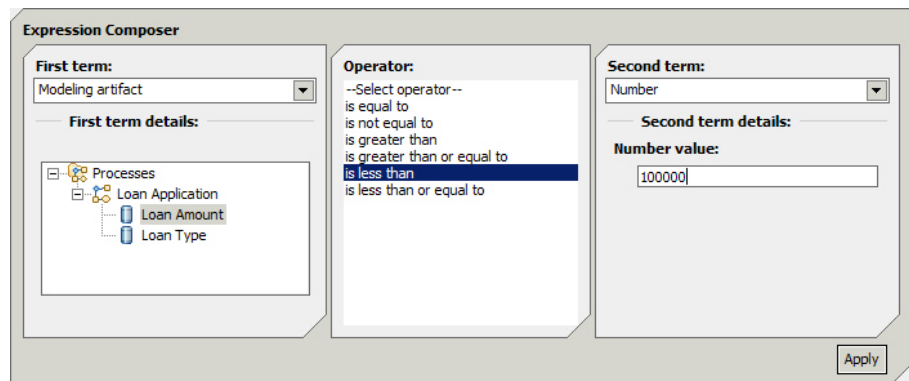 Expression Composer
First term:
Modeling artifact
First term details:
Processes
Loan Application
Loan Amount
Loan Type
Operator:
--Select operator--
is equal to
is not equal to
is greater than
is greater than or equal to
is less than
is less than or equal to
Second term:
Number
Second term details:
Number value:
100000
Apply